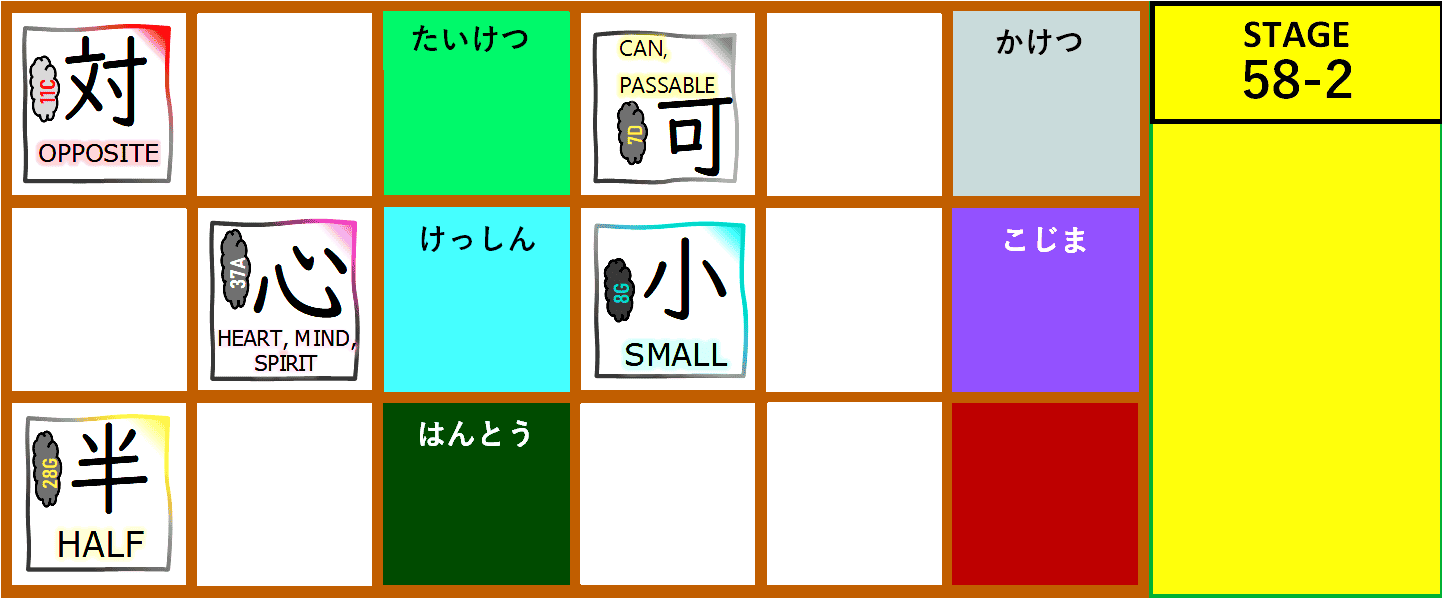 対
11C
OPPOSITE
たいけつ
CAN,
PASSABLE
7D
可
かけつ
STAGE
58-2
37A
心
HEART, MIND,
SPIRIT
けっしん
8G
小
SMALL
こじま
28G
半
HALF
はんとう